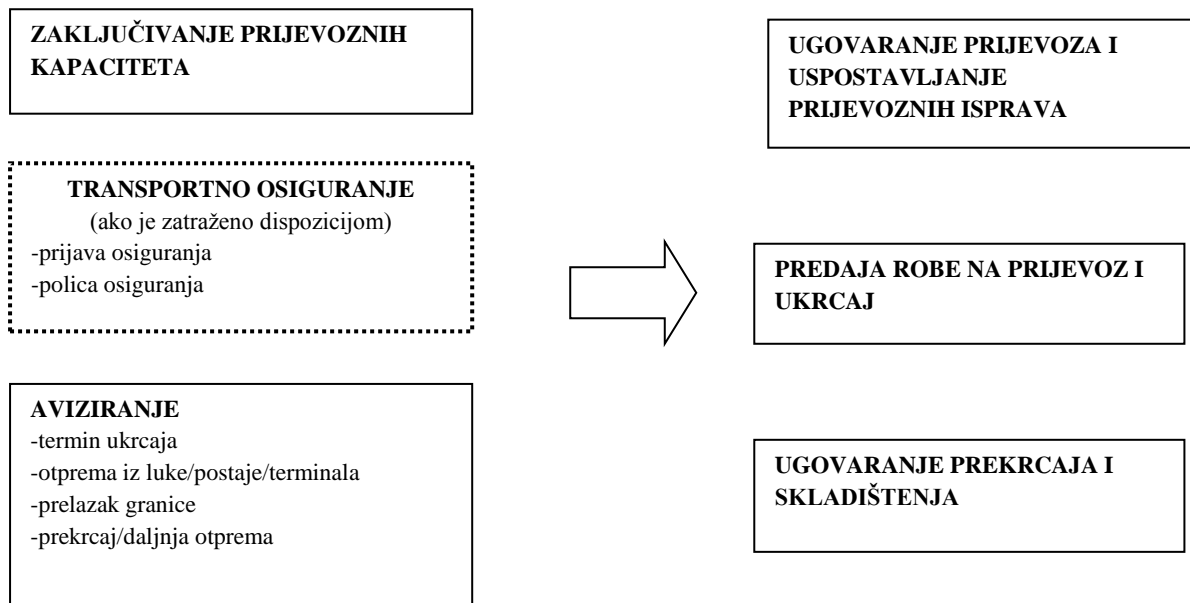 ZAKLJUČIVANJE PRIJEVOZNIH
KAPACITETA
TRANSPORTNO OSIGURANJE
(ako je zatraženo dispozicijom)
-prijava osiguranja
-polica osiguranja
AVIZIRANJE
-termin ukrcaja
-otprema iz luke/postaje/terminala
-prelazak granice
-prekrcaj/daljnja otprema
UGOVARANJE PRIJEVOZA I
USPOSTAVLJANJE
PRIJEVOZNIH ISPRAVA
PREDAJA ROBE NA PRIJEVOZ I
UKRCAJ
UGOVARANJE PREKRCAJA I
SKLADIŠTENJA